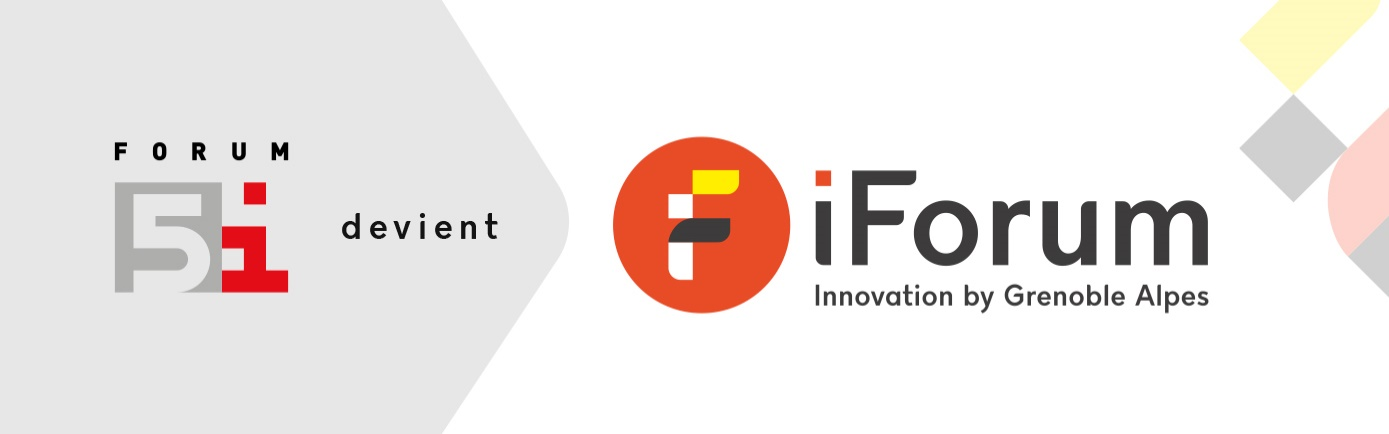 FORUM
5i
devient
iForum
Innovation by Grenoble Alpes